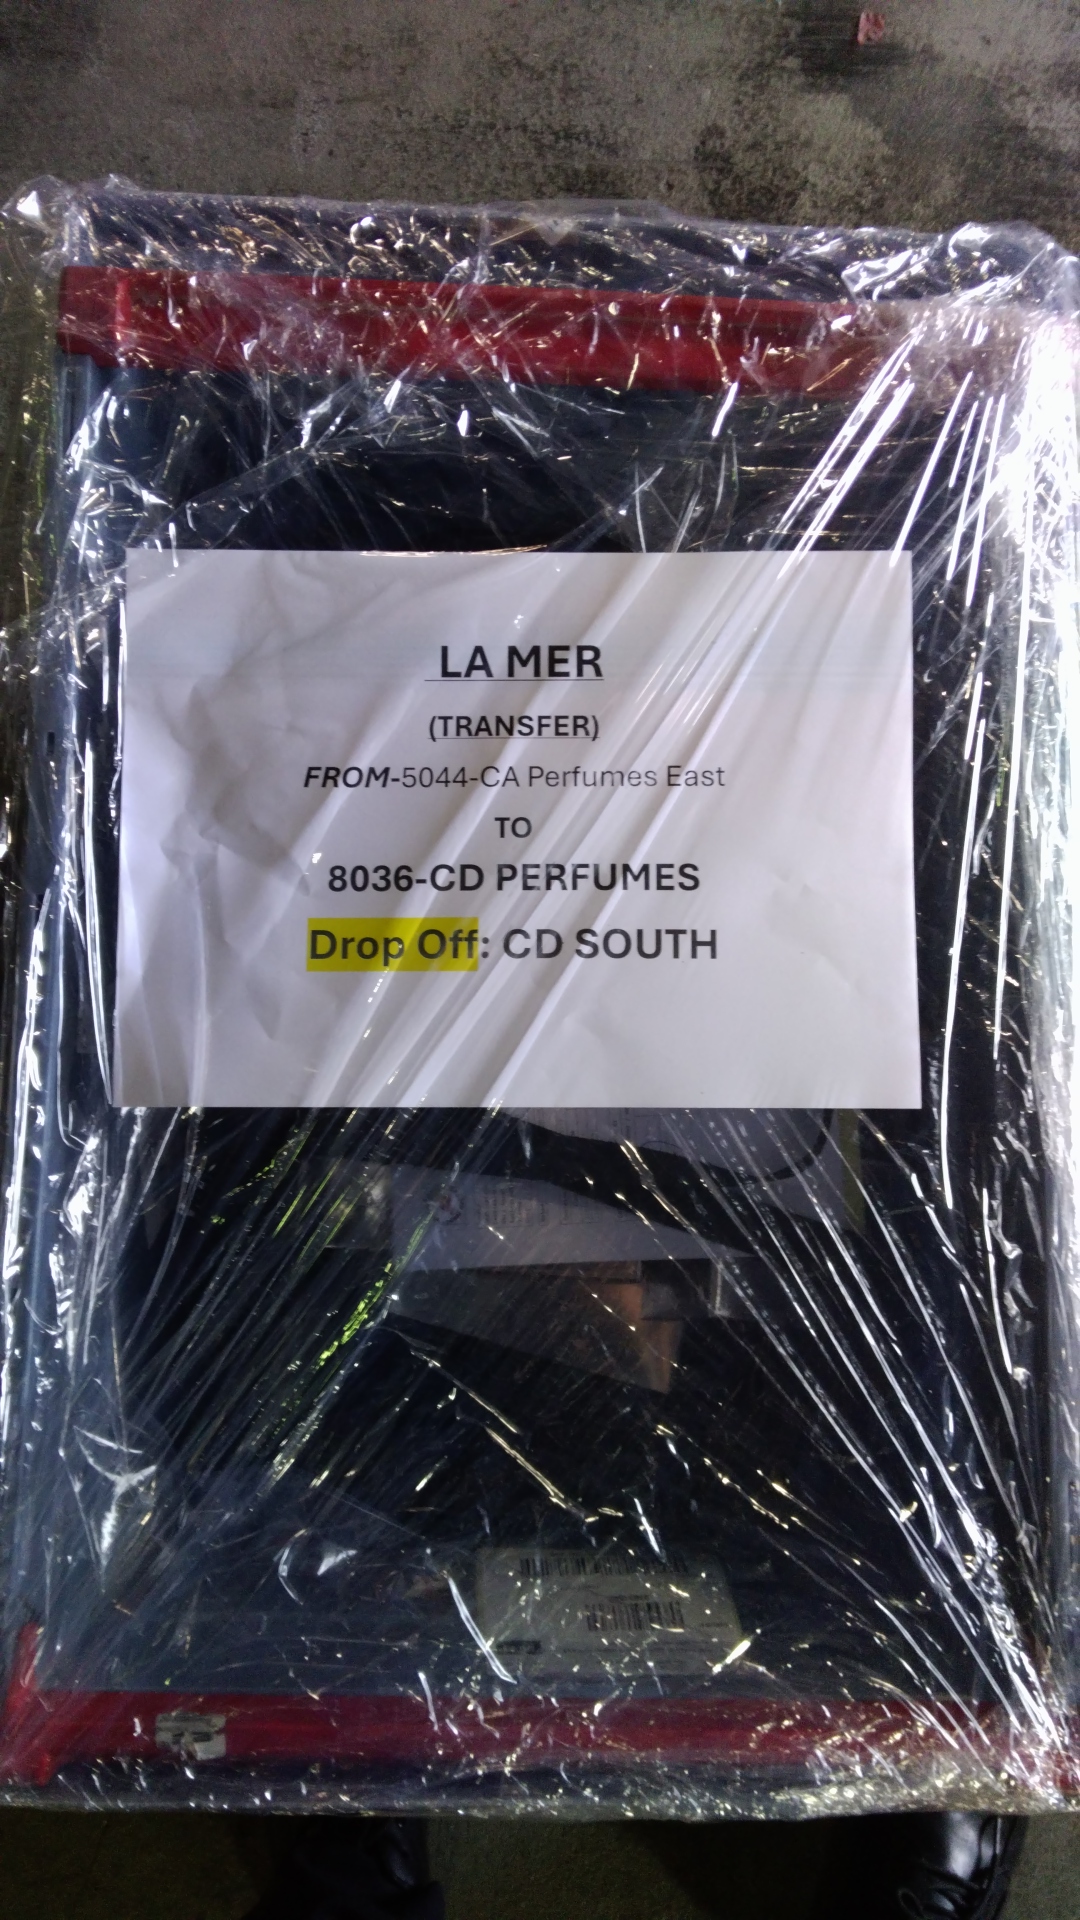 LA MER
(TRANSFER)
FROM-5044-CA Perfumes East
TO
8036-CD PERFUMES
Drop Off: CD SOUTH